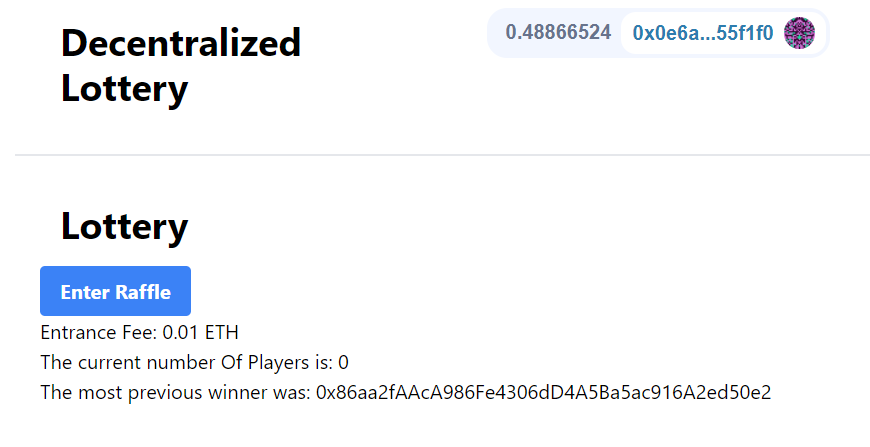 Decentralized
Lottery
0.48866524 0x0e6a...55f1f0
Lottery
Enter Raffle
Entrance Fee: 0.01 ETH
The current number Of Players is: 0
The most previous winner was: 0x86aa2fAAcA986Fe4306dD4A5Ba5ac916A2ed50e2